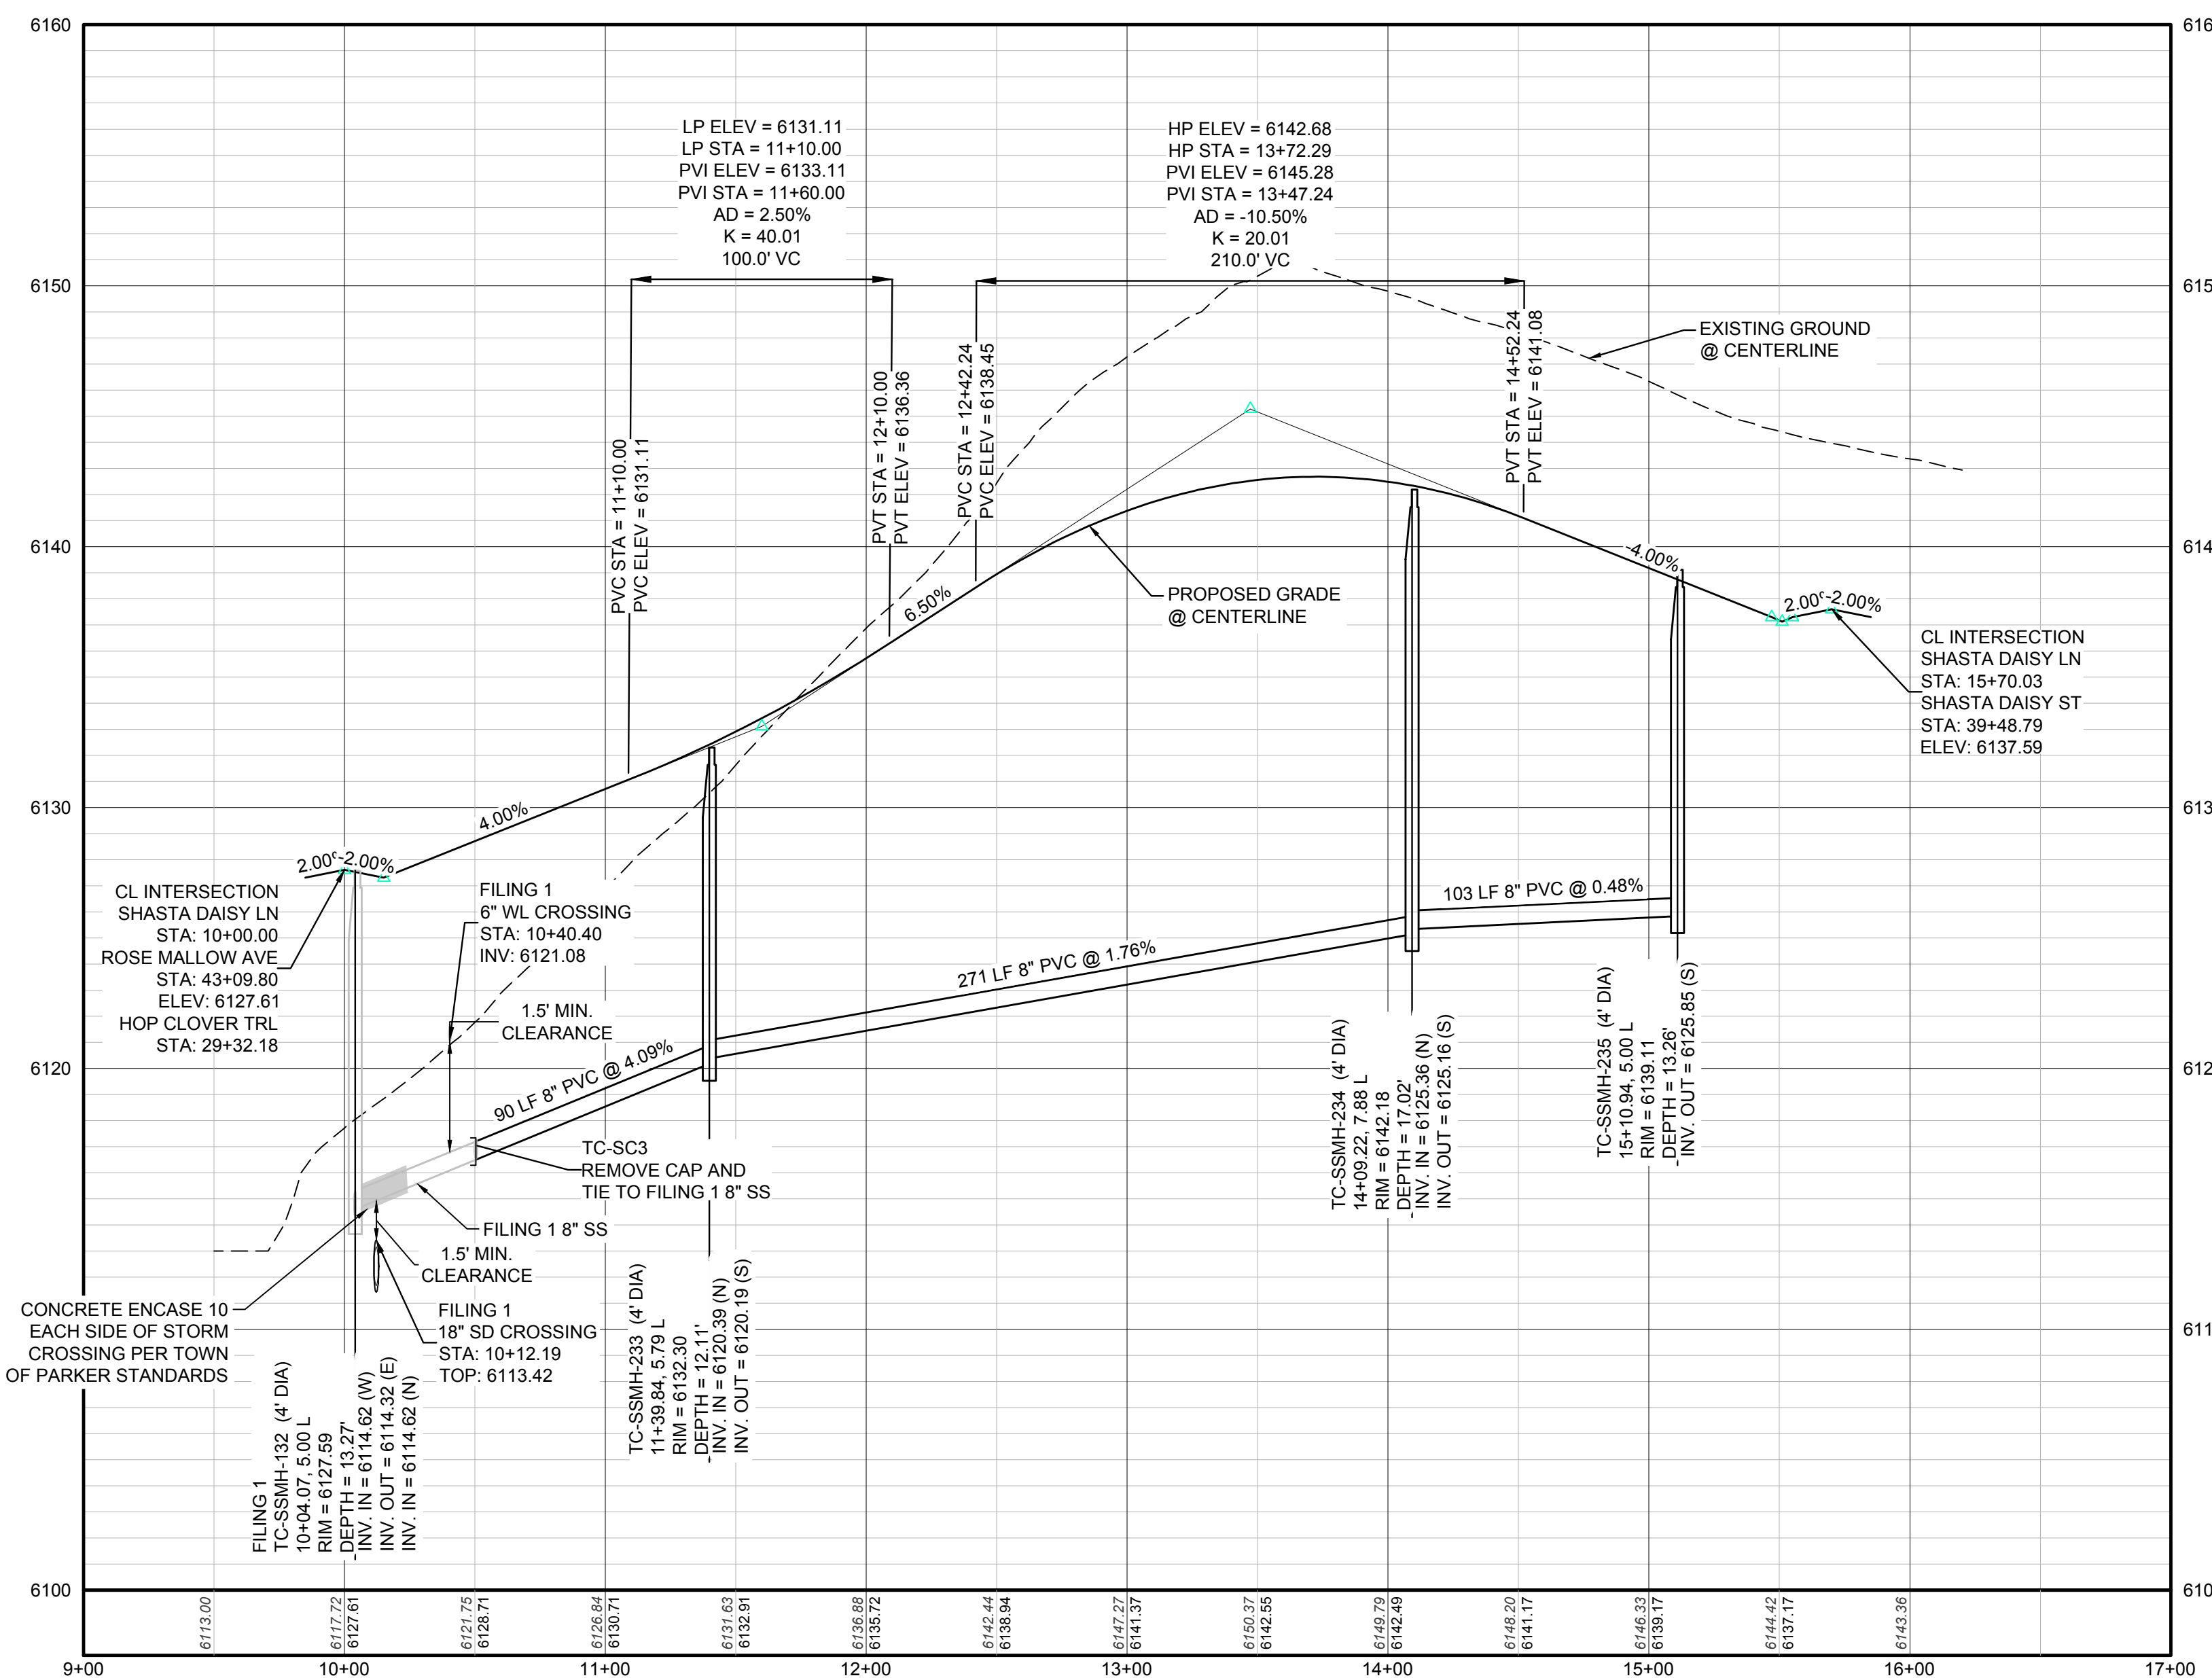 6160
6150
6140
6130
6120
6110
6100
616
615
614
613
612
611
610
LP ELEV = 6131.11
LP STA = 11+10.00
PVI ELEV = 6133.11
PVI STA = 11+60.00
AD = 2.50%
K = 40.01
100.0' VC
HP ELEV = 6142.68
HP STA = 13+72.29
PVI ELEV = 6145.28
PVI STA = 13+47.24
AD = -10.50%
K = 20.01
210.0' VC
PVC STA = 11+10.00
PVC ELEV = 6131.11
PVT STA = 12+10.00
PVT ELEV = 6136.36
PVC STA = 12+42.24
PVC ELEV = 6138.45
PVT STA = 14+52.24
PVT ELEV = 6141.08
EXISTING GROUND
@ CENTERLINE
PROPOSED GRADE
@ CENTERLINE
2.00%
-2.00%
4.00%
6.50%
-4.00%
2.00%
-2.00%
CL INTERSECTION
SHASTA DAISY LN
STA: 15+70.03
SHASTA DAISY ST
STA: 39+48.79
ELEV: 6137.59
CL INTERSECTION
SHASTA DAISY LN
STA: 10+00.00
ROSE MALLOW AVE
STA: 43+09.80
ELEV: 6127.61
HOP CLOVER TRL
STA: 29+32.18
FILING 1
6" WL CROSSING
STA: 10+40.40
INV: 6121.08
1.5' MIN.
CLEARANCE
90 LF 8" PVC @ 4.09%
271 LF 8" PVC @ 1.76%
103 LF 8" PVC @ 0.48%
TC-SC3
REMOVE CAP AND
TIE TO FILING 1 8" SS
FILING 1 8" SS
1.5' MIN.
CLEARANCE
FILING 1
18" SD CROSSING
STA: 10+12.19
TOP: 6113.42
CONCRETE ENCASE 10
EACH SIDE OF STORM
CROSSING PER TOWN
OF PARKER STANDARDS
FILING 1
TC-SSMH-132 (4' DIA)
10+04.07, 5.00 L
RIM = 6127.59
DEPTH = 13.27'
INV. IN = 6114.62 (W)
INV. OUT = 6114.32 (E)
INV. IN = 6114.62 (N)
TC-SSMH-233 (4' DIA)
11+39.84, 5.79 L
RIM = 6132.30
DEPTH = 12.11'
INV. IN = 6120.39 (N)
INV. OUT = 6120.19 (S)
TC-SSMH-234 (4' DIA)
14+09.22, 7.88 L
RIM = 6142.18
DEPTH = 17.02'
INV. IN = 6125.36 (N)
INV. OUT = 6125.16 (S)
TC-SSMH-235 (4' DIA)
15+10.94, 5.00 L
RIM = 6139.11
DEPTH = 13.26'
INV. OUT = 6125.85 (S)
6113.00
6117.72
6127.61
6121.75
6128.71
6126.84
6130.71
6131.63
6132.91
6136.88
6135.72
6142.44
6138.94
6147.27
6141.37
6150.37
6142.55
6149.79
6142.49
6148.20
6141.17
6146.33
6139.17
6144.42
6137.17
6143.36
9+00
10+00
11+00
12+00
13+00
14+00
15+00
16+00
17+00